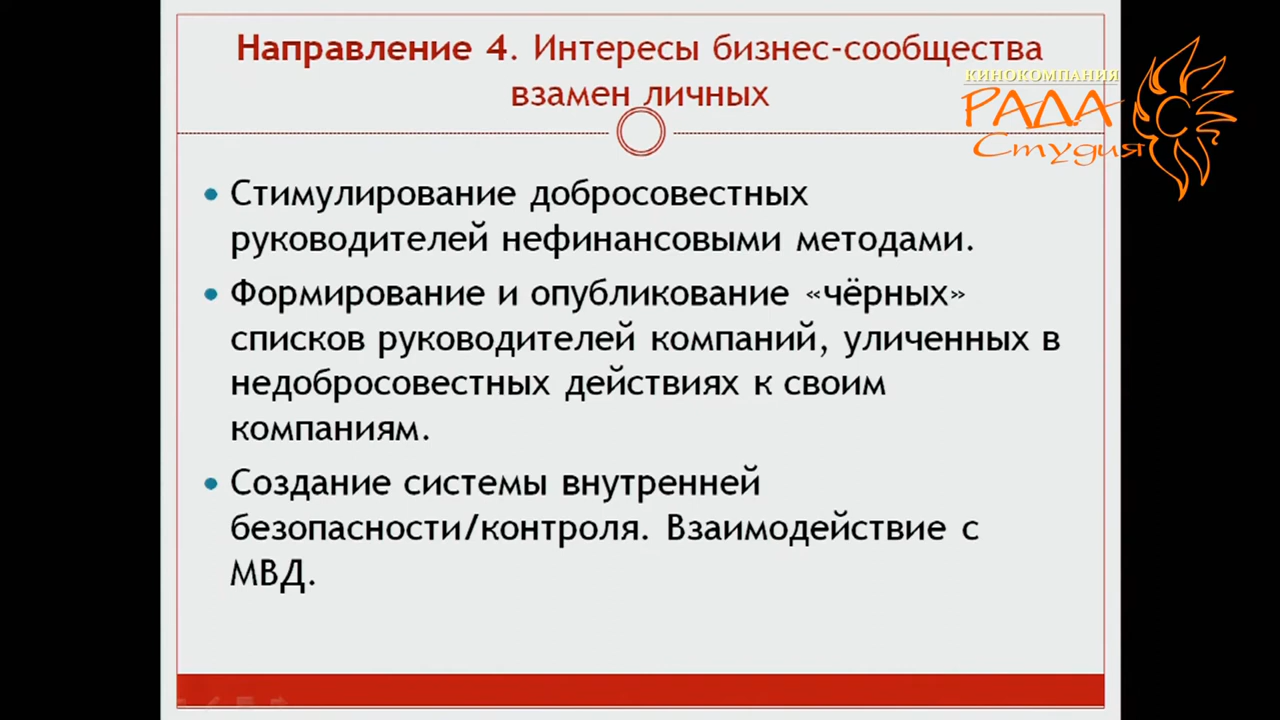 Направление 4. Интересы бизнес-сообщества
взамен личных
КИНОКОМПАНИЯ
РАДА
Студия
Стимулирование добросовестных
руководителей нефинансовыми методами.
Формирование и опубликование «чёрных»
списков руководителей компаний, уличенных в
недобросовестных действиях к своим
компаниям.
Создание системы внутренней
безопасности/контроля. Взаимодействие с
МВД.